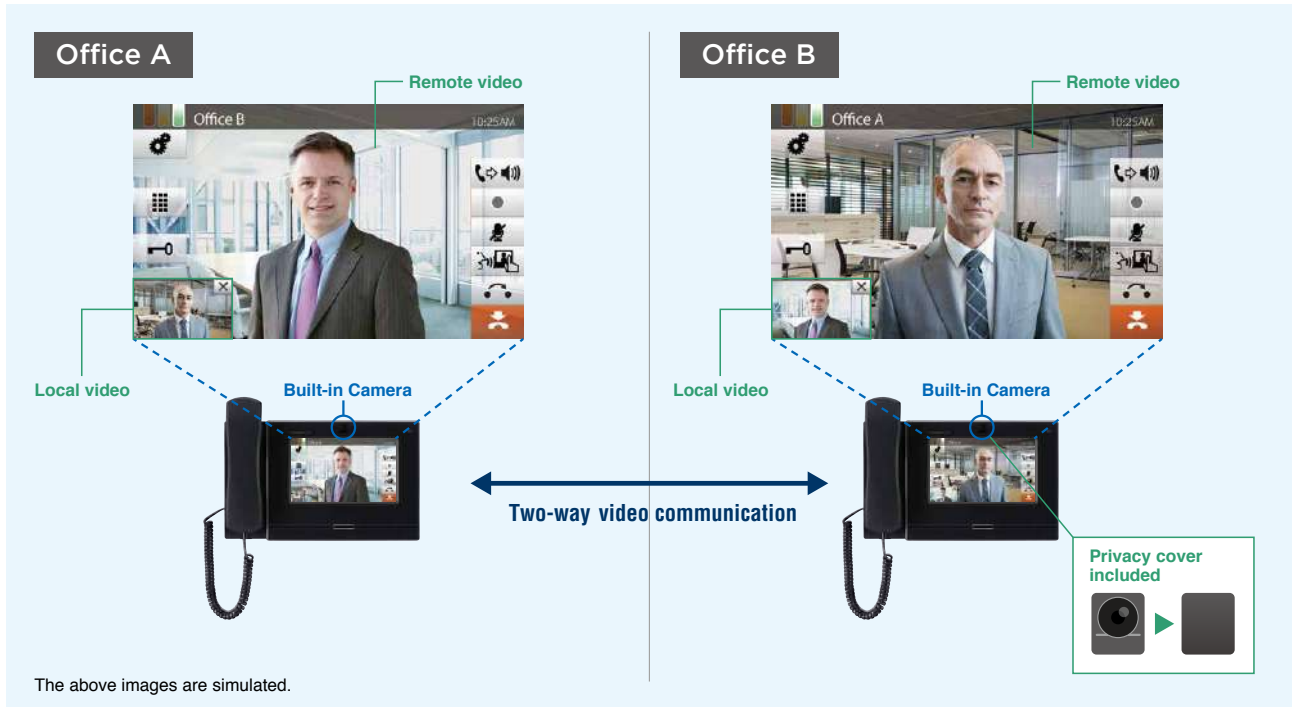 Office A
Office B
Remote video
Remote video
Office B
10:25AM
Office A
10:25AM
Local video
Built-in Camera
Local video
Built-in Camera
Two-way video communication
Privacy cover
included
The above images are simulated.